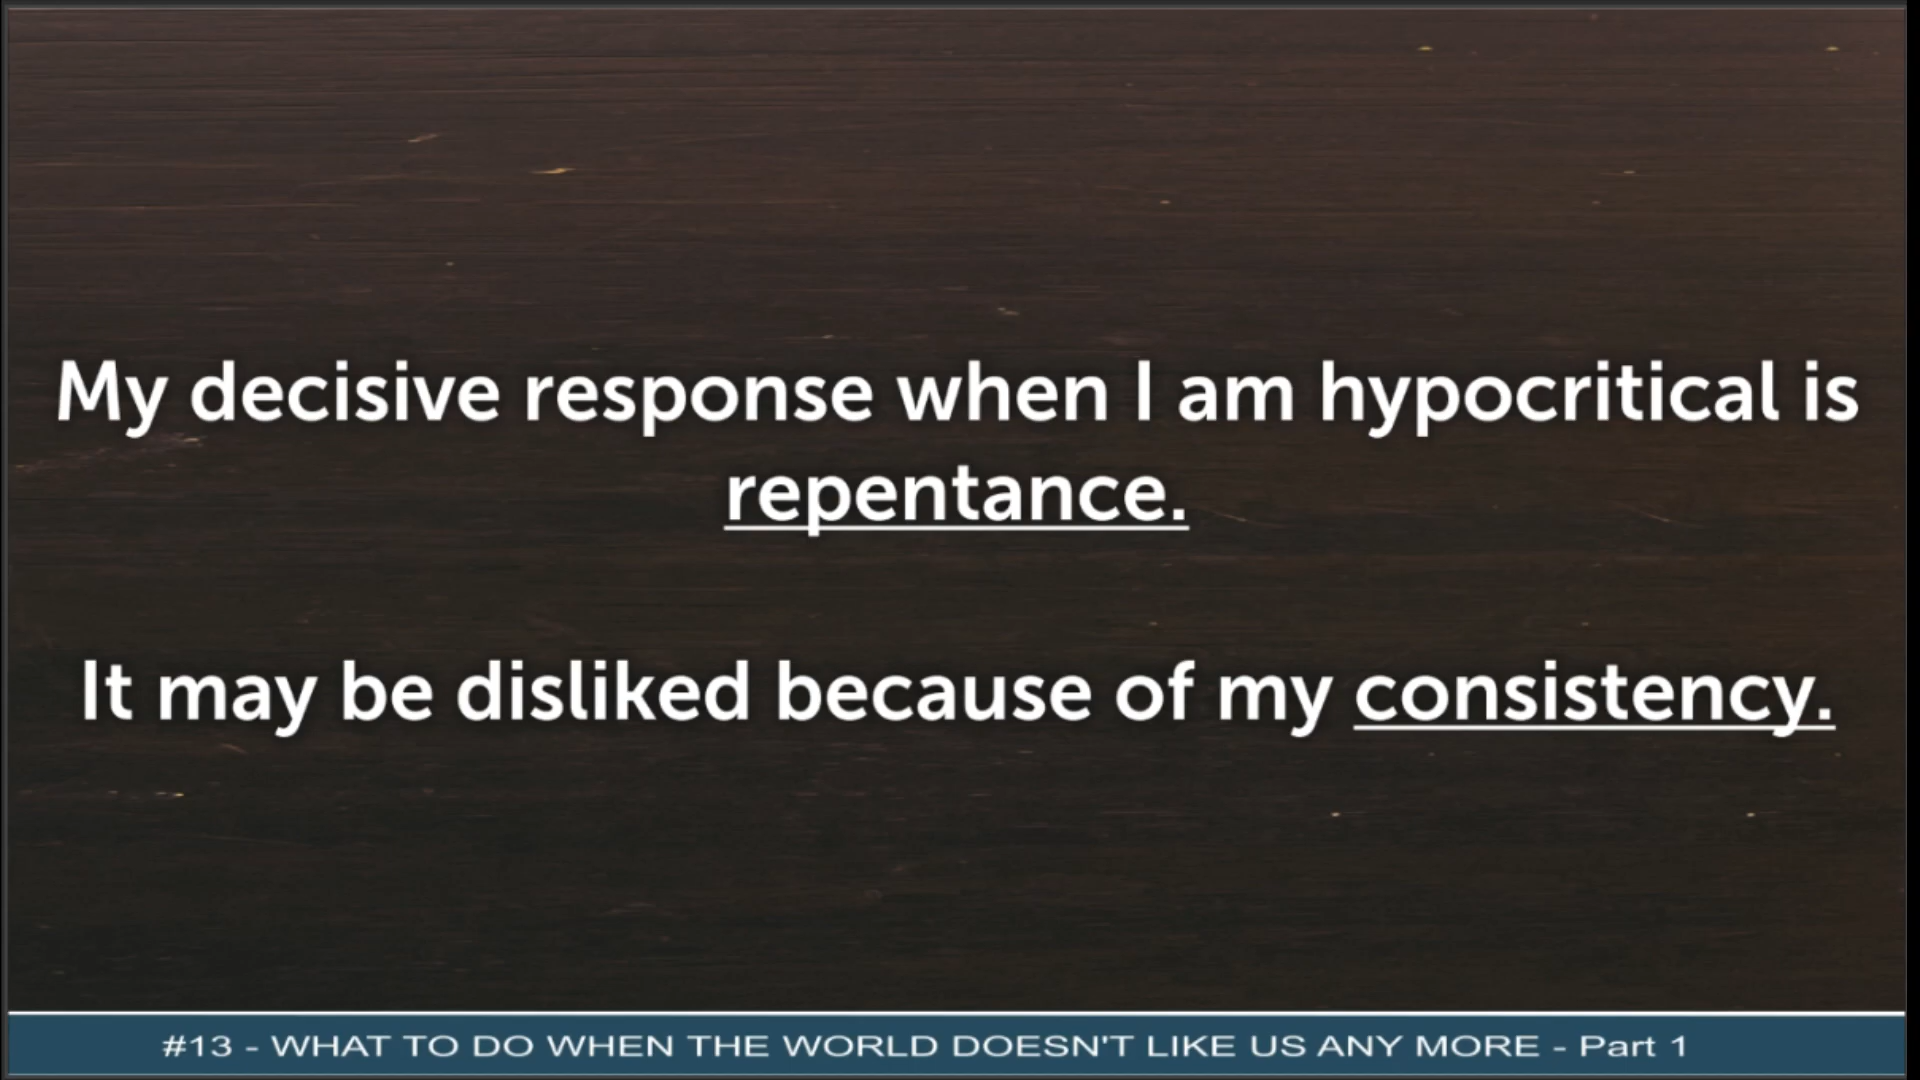 My decisive response when I am hypocritical is
repentance.
It may be disliked because of my consistency.
#13 - WHAT TO DO WHEN THE WORLD DOESN'T LIKE US ANY MORE - Part 1